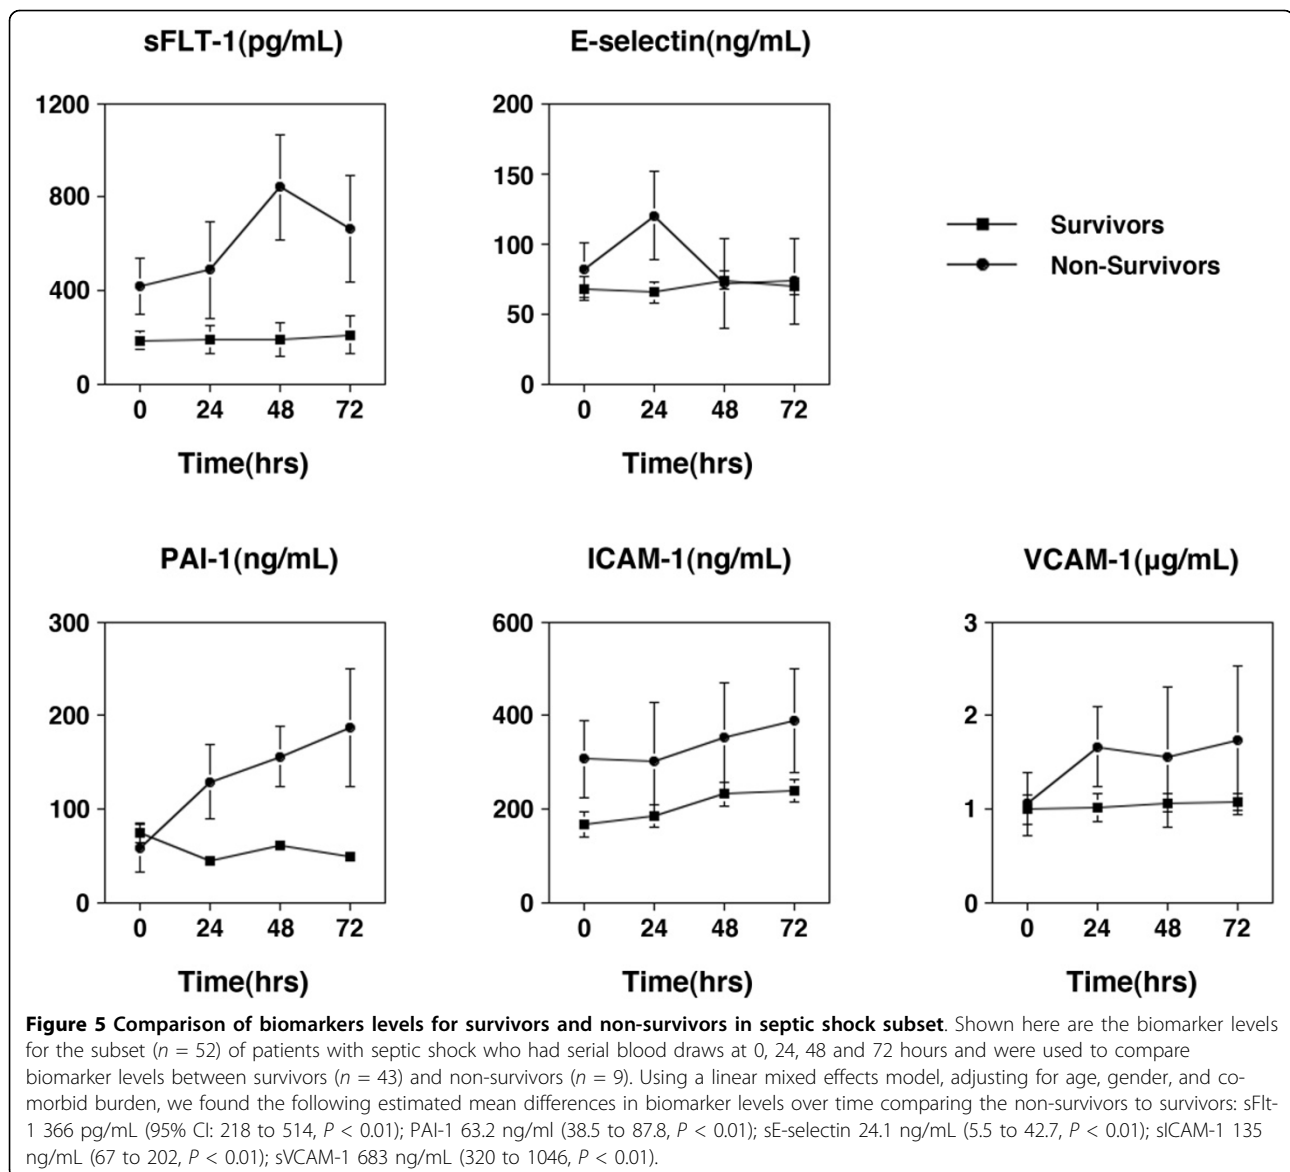 sFLT-1(pg/mL)
E-selectin(ng/mL)
1200
800
400
0
0 24 48 72
Time(hrs)
200
150
100
50
0
0 24 48 72
Time(hrs)
Survivors
Non-Survivors
PAI-1(ng/mL)
ICAM-1(ng/mL)
VCAM-1(µg/mL)
300
200
100
0
0 24 48 72
Time(hrs)
600
400
200
0
0 24 48 72
Time(hrs)
3
2
1
0
0 24 48 72
Time(hrs)
Figure 5 Comparison of biomarkers levels for survivors and non-survivors in septic shock subset. Shown here are the biomarker levels
for the subset (n = 52) of patients with septic shock who had serial blood draws at 0, 24, 48 and 72 hours and were used to compare
biomarker levels between survivors (n = 43) and non-survivors (n = 9). Using a linear mixed effects model, adjusting for age, gender, and co-
morbid burden, we found the following estimated mean differences in biomarker levels over time comparing the non-survivors to survivors: sFlt-
1 366 pg/mL (95% CI: 218 to 514, P < 0.01); PAI-1 63.2 ng/ml (38.5 to 87.8, P < 0.01); sE-selectin 24.1 ng/mL (5.5 to 42.7, P < 0.01); sICAM-1 135
ng/mL (67 to 202, P < 0.01); sVCAM-1 683 ng/mL (320 to 1046, P < 0.01).